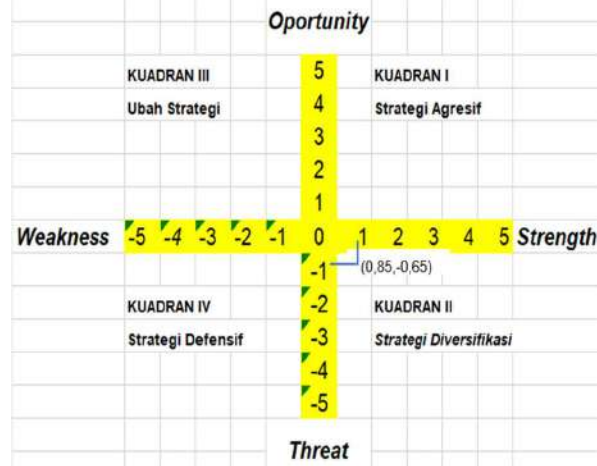 Oportunity
KUADRAN III 5 KUADRAN I
Ubah Strategi 4 Strategi Agresif
3
2
1
Weakness -5 -4 -3 -2 -1 0 1 2 3 4 5 Strength
-1 (0,85,-0,65)
KUADRAN IV -2 KUADRAN II
Strategi Defensif -3 Strategi Diversifikasi
-4
-5
Threat